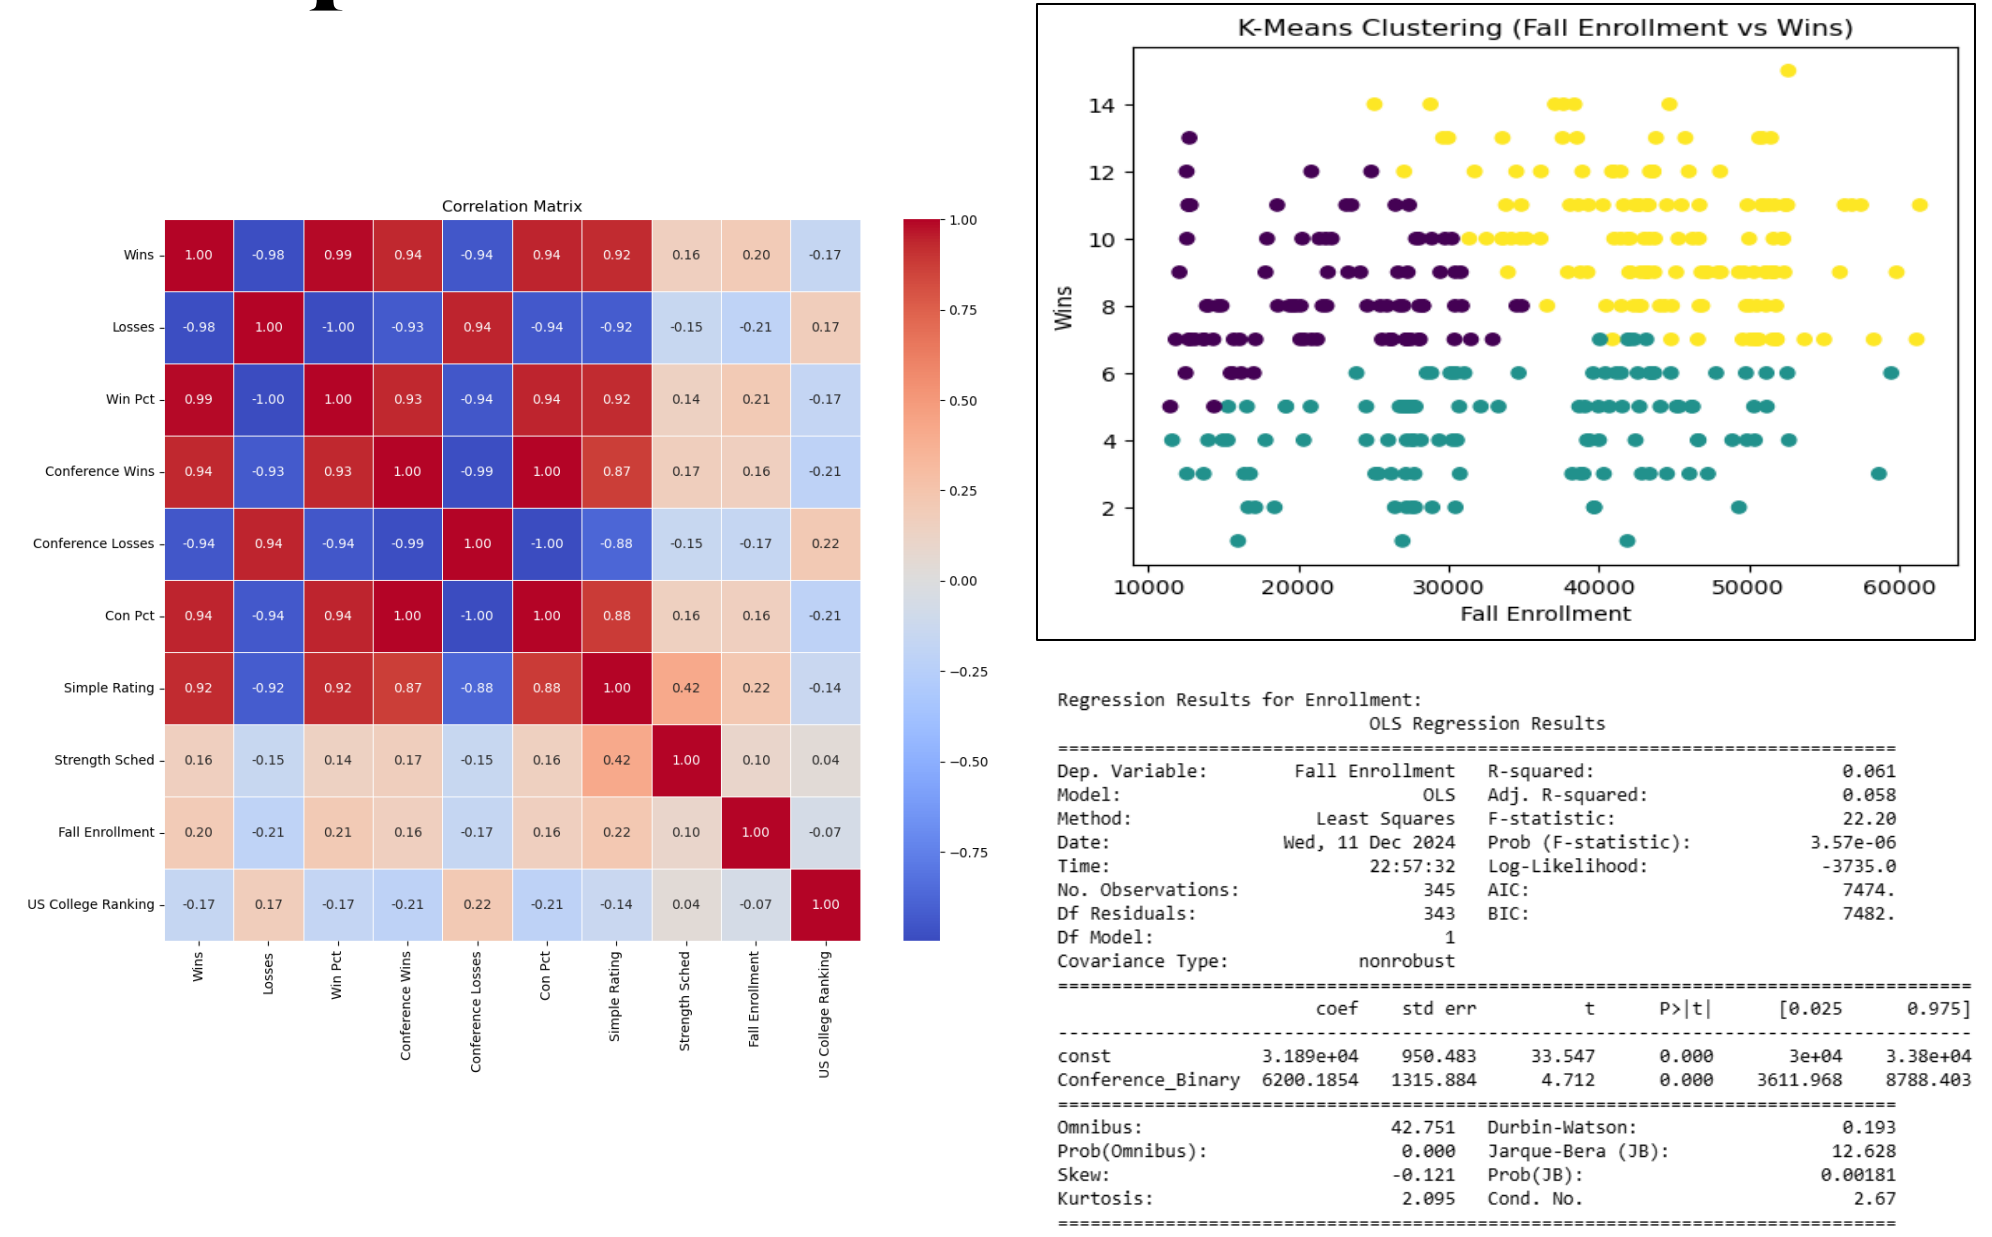 Correlation Matrix
Wins 1.00 -0.98 0.99 0.94 -0.94 0.94 0.92 0.16 0.20 -0.17
Losses -0.98 1.00 -1.00 -0.93 0.94 -0.94 -0.92 -0.15 -0.21 0.17
Win Pct 0.99 -1.00 1.00 0.93 -0.94 0.94 0.92 0.14 0.21 -0.17
Conference Wins 0.94 -0.93 0.93 1.00 -0.99 1.00 0.87 0.17 0.16 -0.21
Conference Losses -0.94 0.94 -0.94 -0.99 1.00 -1.00 -0.88 -0.15 -0.17 0.22
Con Pct 0.94 -0.94 0.94 1.00 -1.00 1.00 0.88 0.16 0.16 -0.21
Simple Rating 0.92 -0.92 0.92 0.87 -0.88 0.88 1.00 0.42 0.22 -0.14
Strength Sched 0.16 -0.15 0.14 0.17 -0.15 0.16 0.42 1.00 0.10 0.04
Fall Enrollment 0.20 -0.21 0.21 0.16 -0.17 0.16 0.22 0.10 1.00 -0.07
US College Ranking -0.17 0.17 -0.17 -0.21 0.22 -0.21 -0.14 0.04 -0.07 1.00
Wins Losses Win Pct Conference Wins Conference Losses Con Pct Simple Rating Strength Sched Fall Enrollment US College Ranking
1.00
0.75
0.50
0.25
0.00
−0.25
−0.50
−0.75
K-Means Clustering (Fall Enrollment vs Wins)
14
12
10
8
6
4
2
Wins
10000 20000 30000 40000 50000 60000
Fall Enrollment
Regression Results for Enrollment:
OLS Regression Results
==============================================================================
Dep. Variable: Fall Enrollment R-squared: 0.061
Model: OLS Adj. R-squared: 0.058
Method: Least Squares F-statistic: 22.20
Date: Wed, 11 Dec 2024 Prob (F-statistic): 3.57e-06
Time: 22:57:32 Log-Likelihood: -3735.0
No. Observations: 345 AIC: 7474.
Df Residuals: 343 BIC: 7482.
Df Model: 1
Covariance Type: nonrobust
=====================================================================================
coef std err t P>|t| [0.025 0.975]
-------------------------------------------------------------------------------------
const 3.189e+04 950.483 33.547 0.000 3e+04 3.38e+04
Conference_Binary 6200.1854 1315.884 4.712 0.000 3611.968 8788.403
==============================================================================
Omnibus: 42.751 Durbin-Watson: 0.193
Prob(Omnibus): 0.000 Jarque-Bera (JB): 12.628
Skew: -0.121 Prob(JB): 0.00181
Kurtosis: 2.095 Cond. No. 2.67
==============================================================================